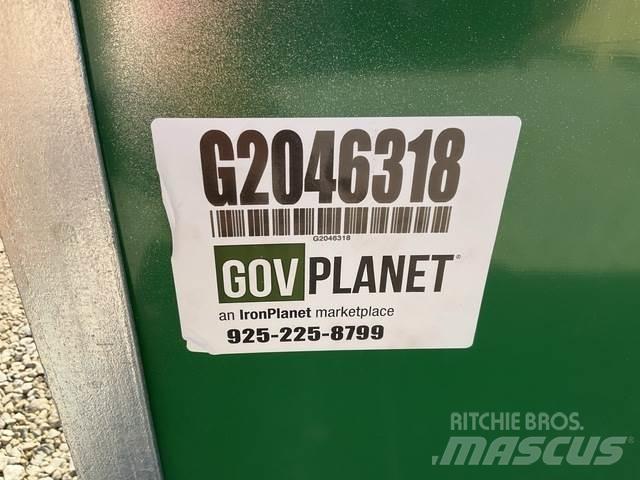 G2046318
G2046318
GOV PLANET®
an IronPlanet marketplace
925-225-8799
RITCHIE BROS.
MASCUS